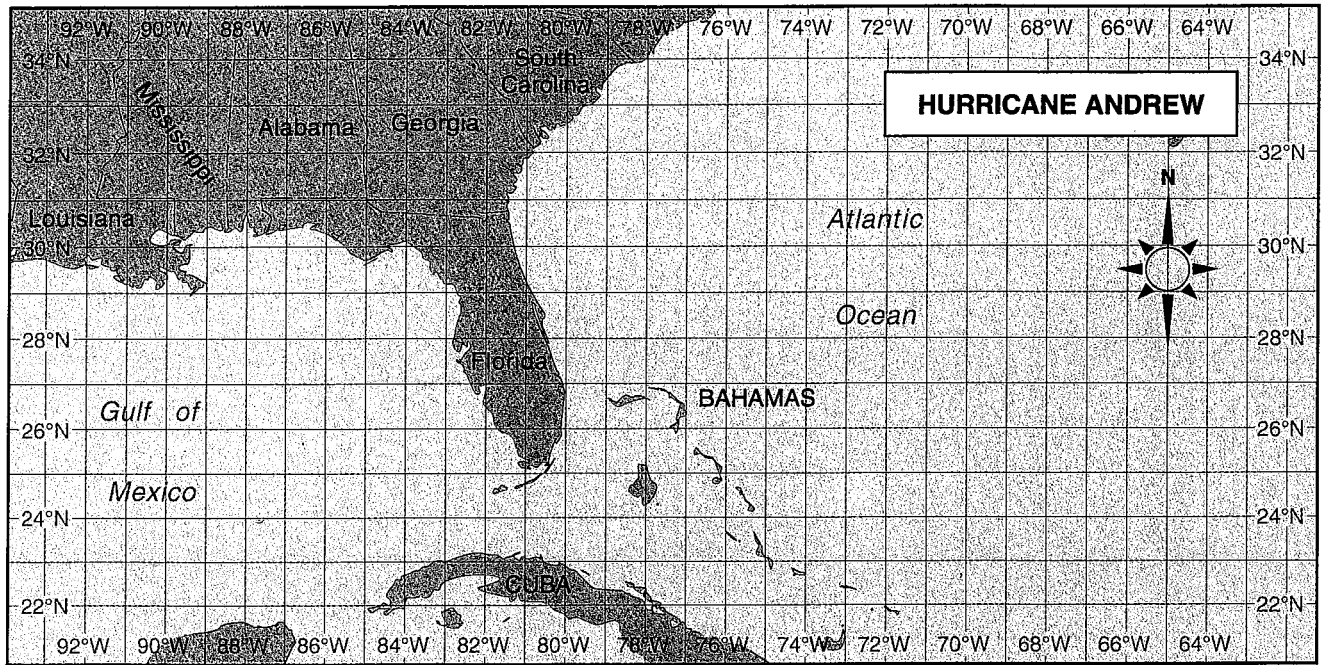 92°W 90°W 88°W 86°W 84°W 82°W 80°W 78°W 76°W 74°W 72°W 70°W 68°W 66°W 64°W
34°N South 34°N
Carolina
HURRICANE ANDREW
Mississippi
Alabama Georgia
32°N 32°N
N
Louisiana Atlantic
30°N 30°N
Ocean
28°N 28°N
Florida
BAHAMAS
Gulf of
26°N 26°N
Mexico
24°N 24°N
CUBA
22°N 22°N
92°W 90°W 88°W 86°W 84°W 82°W 80°W 78°W 76°W 74°W 72°W 70°W 68°W 66°W 64°W